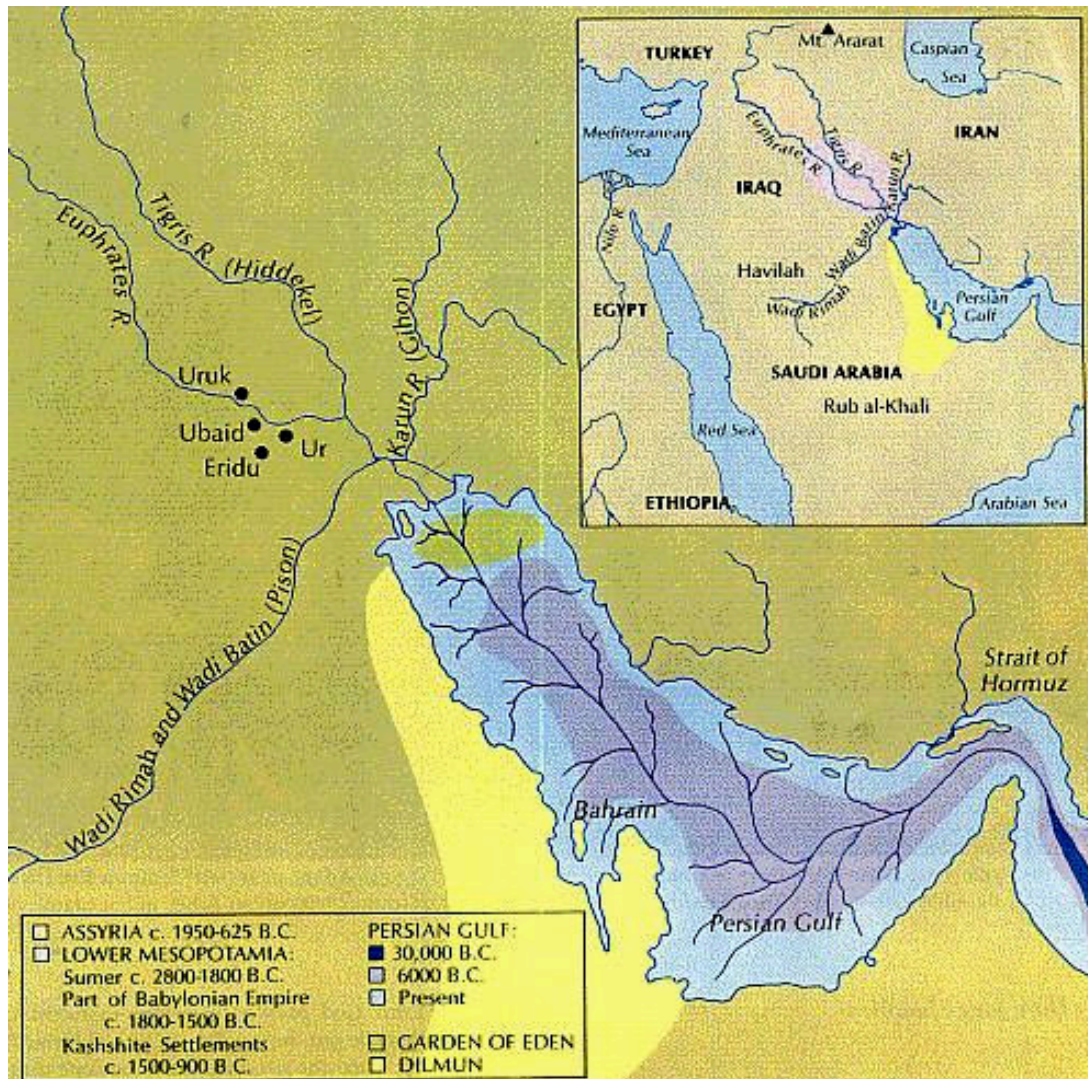 TURKEY
Mt Ararat
Caspian
Sea
Mediterranean
Sea
Euphrates R.
Tigris R.
Karun R.
IRAN
IRAQ
Nile R.
Wadi Batin
Havilah
Wadi Rimah
EGYPT
Persian
Gulf
SAUDI ARABIA
Rub al-Khali
Red Sea
ETHIOPIA
Arabian Sea
Euphrates R.
Tigris R. (Hiddekel)
Karun R. (Gihon)
Uruk
Ubaid
Ur
Eridu
Wadi Rimah and Wadi Batin (Pison)
Strait of
Hormuz
Bahrain
Persian Gulf
ASSYRIA c. 1950-625 B.C.
LOWER MESOPOTAMIA:
Sumer c. 2800-1800 B.C.
Part of Babylonian Empire
c. 1800-1500 B.C.
Kashshite Settlements
c. 1500-900 B.C.
PERSIAN GULF:
30,000 B.C.
6000 B.C.
Present
GARDEN OF EDEN
DILMUN